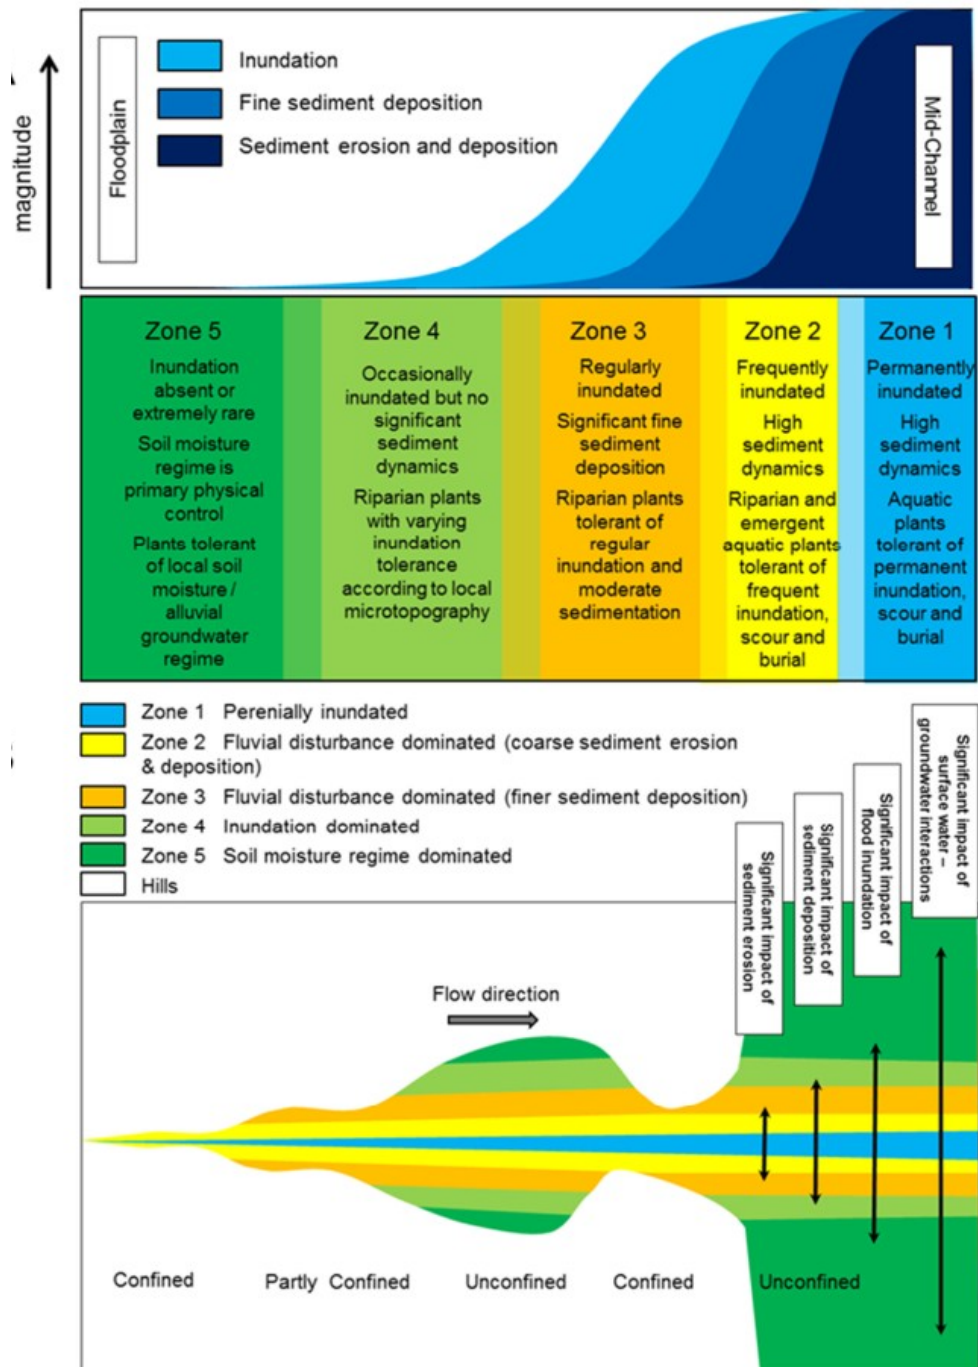 magnitude
Floodplain
Inundation
Fine sediment deposition
Sediment erosion and deposition
Mid-Channel
Zone 5
Inundation
absent or
extremely rare
Soil moisture
regime is
primary physical
control
Plants tolerant
of local soil
moisture /
alluvial
groundwater
regime
Zone 4
Occasionally
inundated but no
significant
sediment
dynamics
Riparian plants
with varying
inundation
tolerance
according to local
microtopography
Zone 3
Regularly
inundated
Significant fine
sediment
deposition
Riparian plants
tolerant of
regular
inundation and
moderate
sedimentation
Zone 2
Frequently
inundated
High
sediment
dynamics
Riparian and
emergent
aquatic plants
tolerant of
frequent
inundation,
scour and
burial
Zone 1
Permanently
inundated
High
sediment
dynamics
Aquatic
plants
tolerant of
permanent
inundation,
scour and
burial
Zone 1 Perenially inundated
Zone 2 Fluvial disturbance dominated (coarse sediment erosion
& deposition)
Zone 3 Fluvial disturbance dominated (finer sediment deposition)
Zone 4 Inundation dominated
Zone 5 Soil moisture regime dominated
Hills
Significant impact of
sediment erosion
Significant impact of
sediment deposition
Significant impact of
flood inundation
Significant impact of
surface water –
groundwater interactions
Flow direction
Confined
Partly Confined
Unconfined
Confined
Unconfined